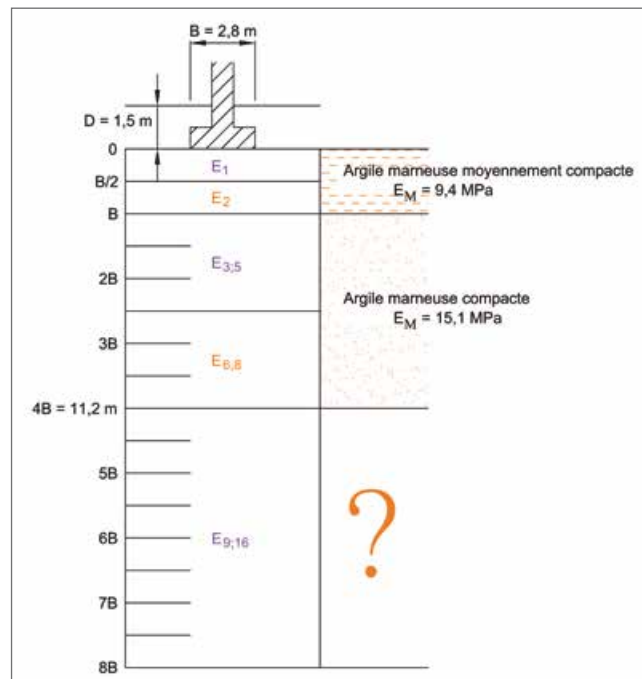 B = 2,8 m
D = 1,5 m
0
E1
Argile marneuse moyennement compacte
EM = 9,4 MPa
B/2
E2
B
E3;5
2B
Argile marneuse compacte
EM = 15,1 MPa
3B
E6,8
4B = 11,2 m
5B
?
6B
E9;16
7B
8B